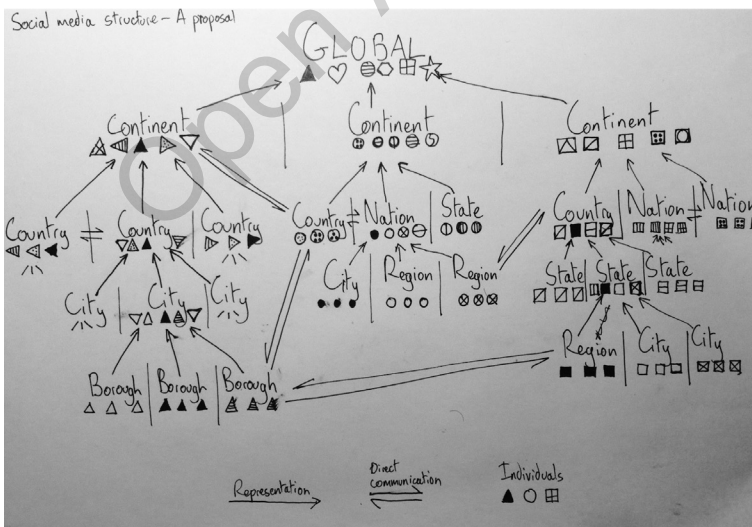 Social media structure - A proposal
GLOBAL
Continent
Continent
Continent
Country
Country
Country
Country
Nation
State
Country
Nation
Nation
City
City
City
City
Region
Region
State
State
State
Borough
Borough
Borough
Region
City
City
Representation
Direct
communication
Individuals
Open A